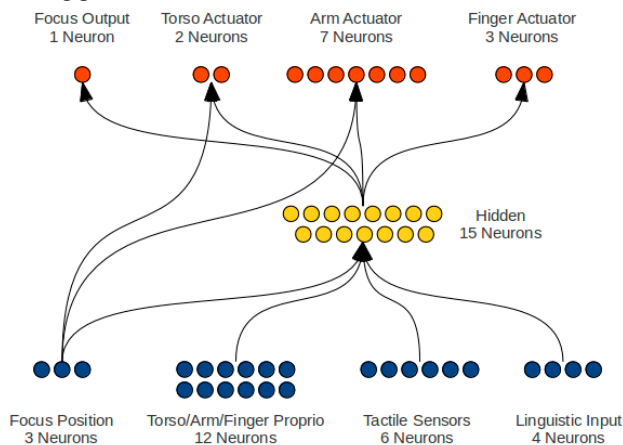 Focus Output
1 Neuron
Torso Actuator
2 Neurons
Arm Actuator
7 Neurons
Finger Actuator
3 Neurons
Hidden
15 Neurons
Focus Position
3 Neurons
Torso/Arm/Finger Proprio
12 Neurons
Tactile Sensors
6 Neurons
Linguistic Input
4 Neurons